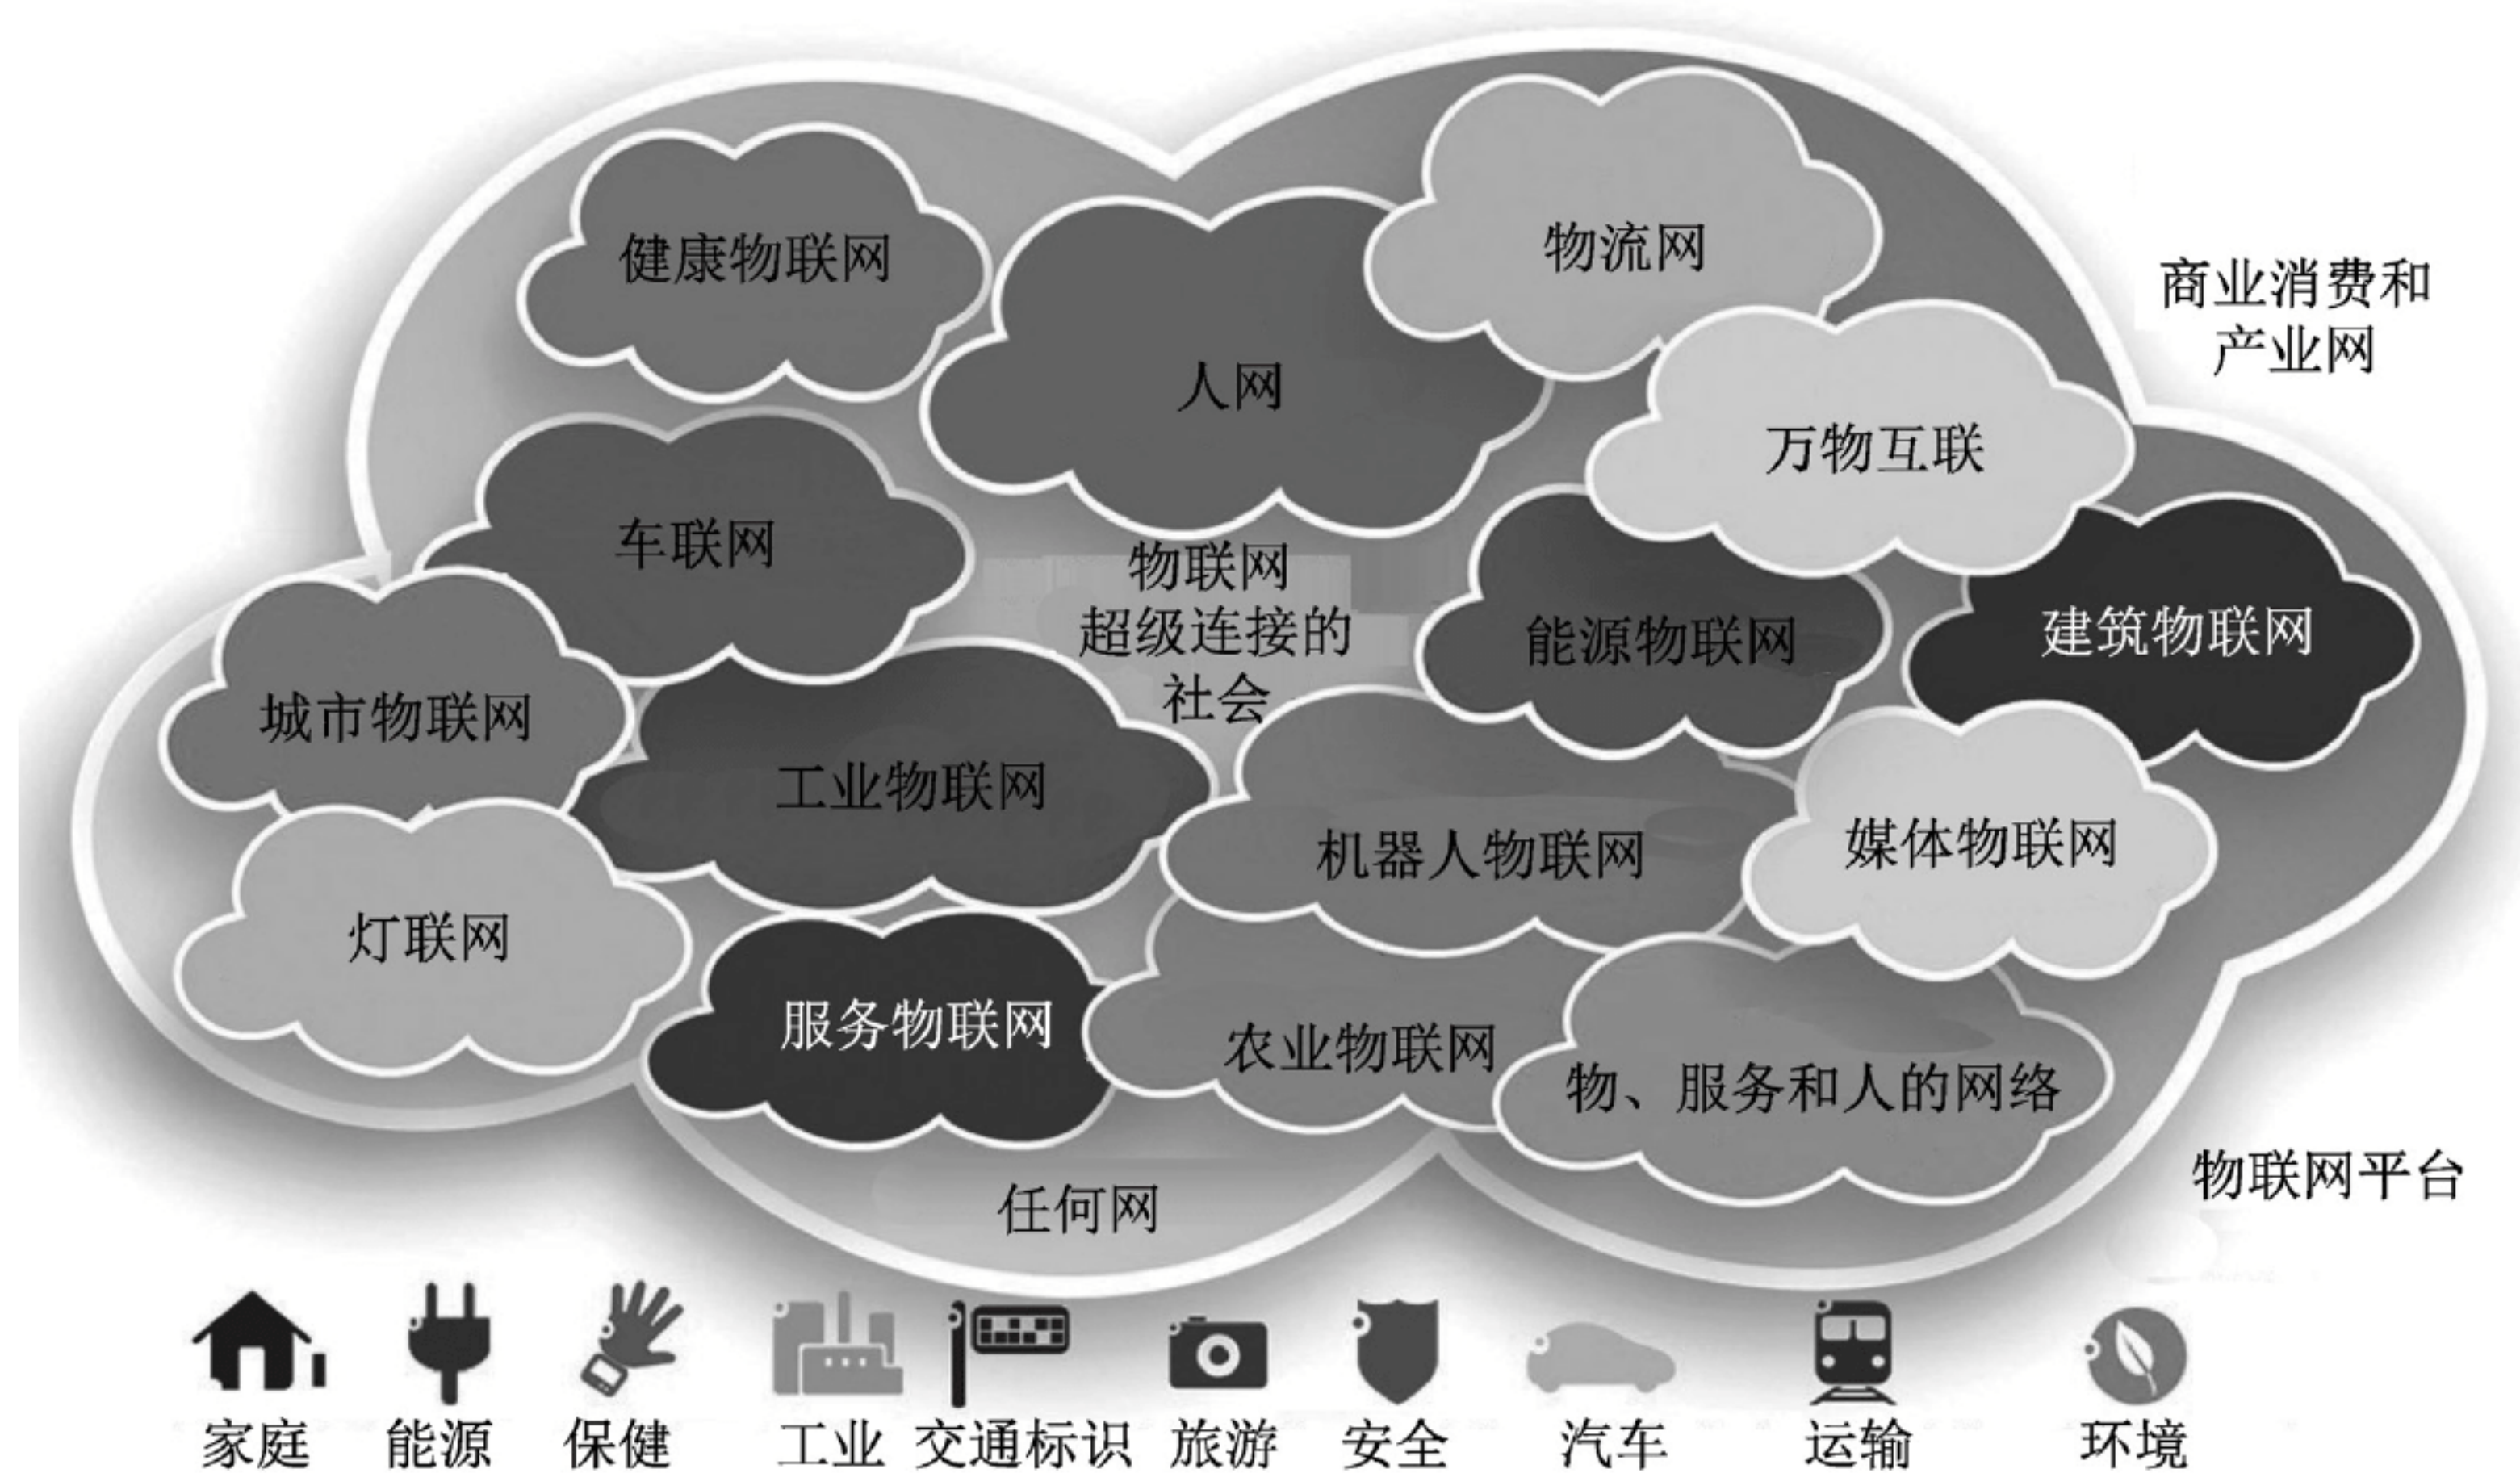 健康物联网
物流网
人网
商业消费和
产业网
万物互联
车联网
物联网
超级连接的
社会
能源物联网
建筑物联网
城市物联网
工业物联网
机器人物联网
媒体物联网
灯联网
服务物联网
农业物联网
物、服务和人的网络
任何网
物联网平台
家庭
能源
保健
工业
交通标识
旅游
安全
汽车
运输
环境